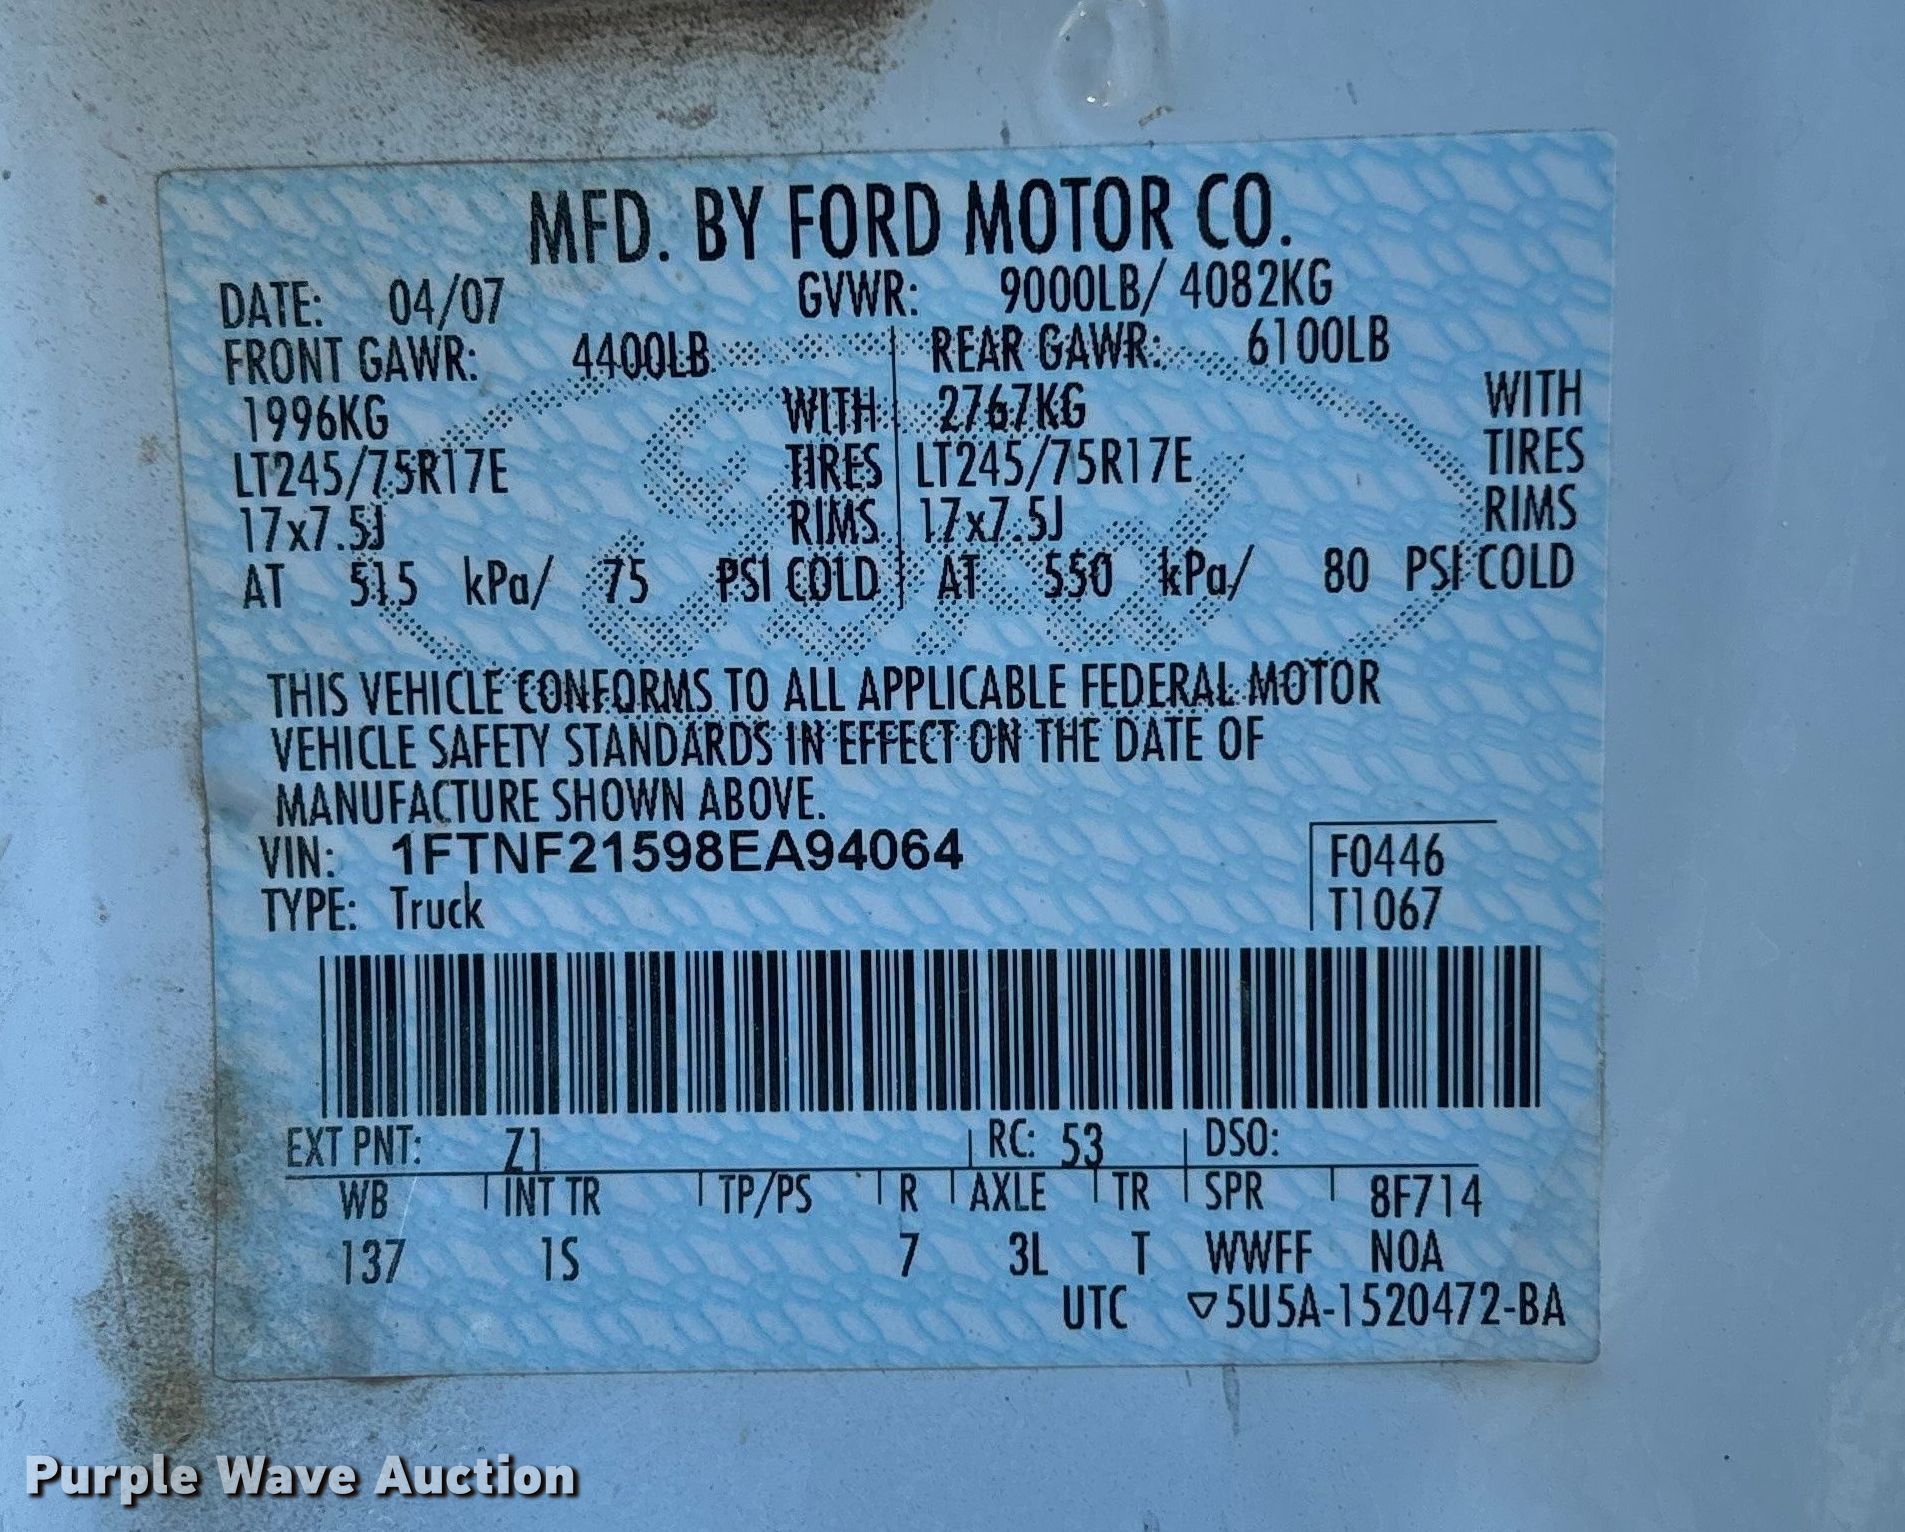 MFD. BY FORD MOTOR CO.
DATE: 04/07 GVWR: 9000LB/ 4082KG
FRONT GAWR: 4400LB REAR GAWR: 6100LB
1996KG WITH 2767KG WITH
LT245/75R17E TIRES LT245/75R17E TIRES
17x7.5J RIMS 17x7.5J RIMS
AT 515 kPa/ 75 PSI COLD AT 550 kPa/ 80 PSI COLD
THIS VEHICLE CONFORMS TO ALL APPLICABLE FEDERAL MOTOR
VEHICLE SAFETY STANDARDS IN EFFECT ON THE DATE OF
MANUFACTURE SHOWN ABOVE.
VIN: 1FTNF21598EA94064 F0446
TYPE: Truck T1067
EXT PNT: Z1 RC: 53 DSO:
WB INT TR TP/PS R AXLE TR SPR 8F714
137 1S 7 3L T WWFF NOA
UTC ▽5U5A-1520472-BA
Purple Wave Auction